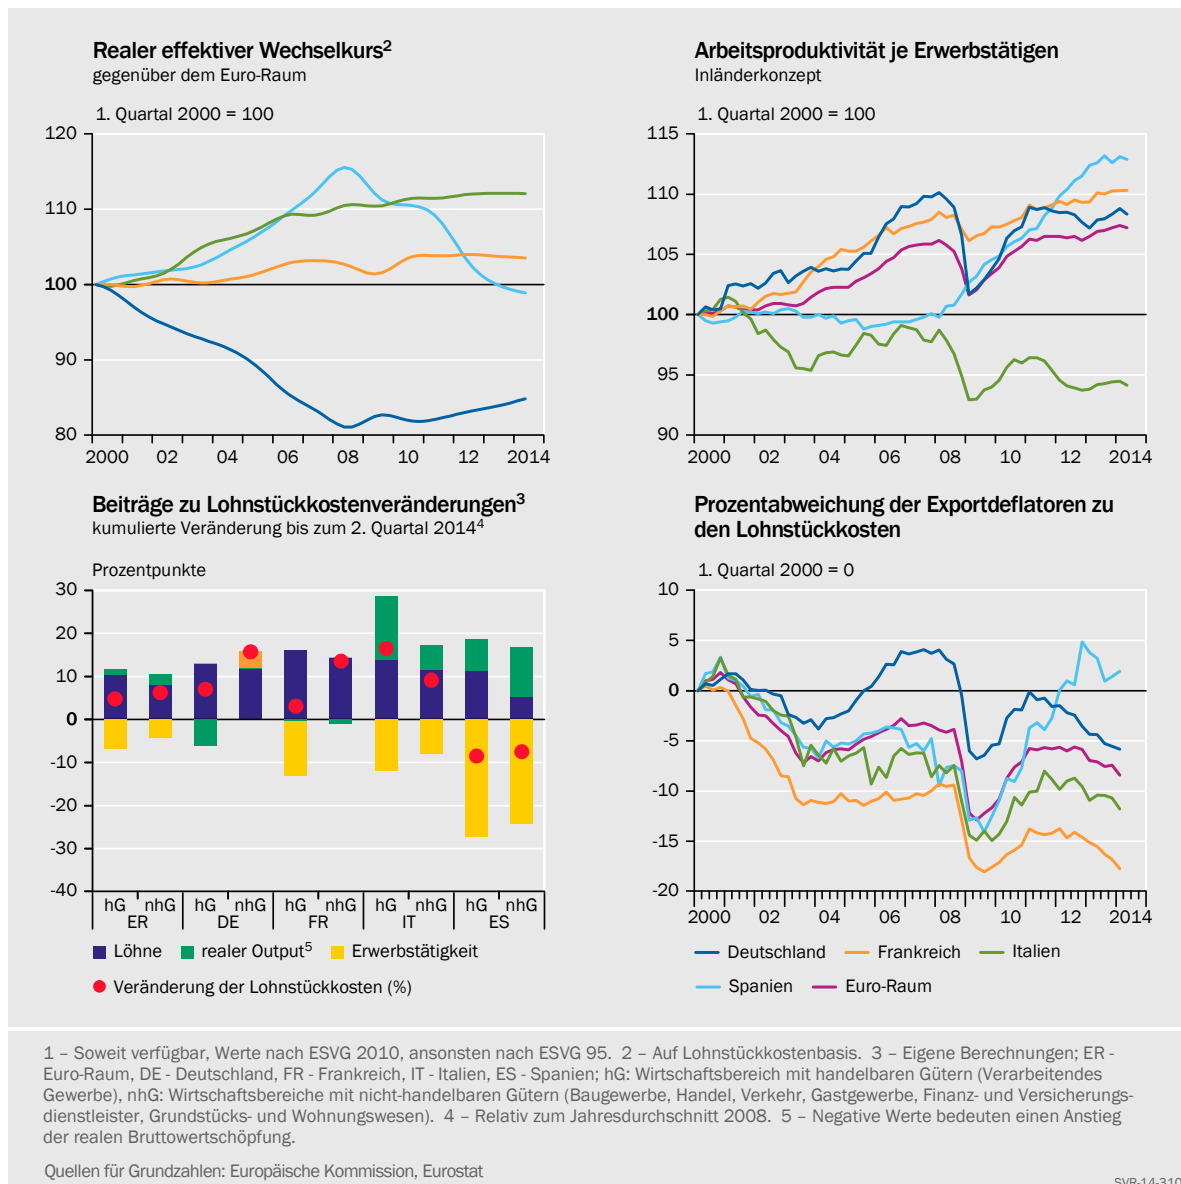 Realer effektiver Wechselkurs²
gegenüber dem Euro-Raum
1. Quartal 2000 = 100
120
110
100
90
80
2000 02 04 06 08 10 12 2014
Arbeitsproduktivität je Erwerbstätigen
Inländerkonzept
1. Quartal 2000 = 100
115
110
105
100
95
90
2000 02 04 06 08 10 12 2014
Beiträge zu Lohnstückkostenveränderungen³
kumulierte Veränderung bis zum 2. Quartal 2014⁴
Prozentpunkte
30
20
10
0
-10
-20
-30
-40
hG nhG hG nhG hG nhG hG nhG hG nhG
ER DE FR IT ES
Löhne realer Output⁵ Erwerbstätigkeit
Veränderung der Lohnstückkosten (%)
Prozentabweichung der Exportdeflatoren zu
den Lohnstückkosten
1. Quartal 2000 = 0
10
5
0
-5
-10
-15
-20
2000 02 04 06 08 10 12 2014
Deutschland Frankreich Italien
Spanien Euro-Raum
1 – Soweit verfügbar, Werte nach ESVG 2010, ansonsten nach ESVG 95. 2 – Auf Lohnstückkostenbasis. 3 – Eigene Berechnungen; ER -
Euro-Raum, DE - Deutschland, FR - Frankreich, IT - Italien, ES - Spanien; hG: Wirtschaftsbereich mit handelbaren Gütern (Verarbeitendes
Gewerbe), nhG: Wirtschaftsbereiche mit nicht-handelbaren Gütern (Baugewerbe, Handel, Verkehr, Gastgewerbe, Finanz- und Versicherungs-
dienstleister, Grundstücks- und Wohnungswesen). 4 – Relativ zum Jahresdurchschnitt 2008. 5 – Negative Werte bedeuten einen Anstieg
der realen Bruttowertschöpfung.
Quellen für Grundzahlen: Europäische Kommission, Eurostat
SVR-14-310